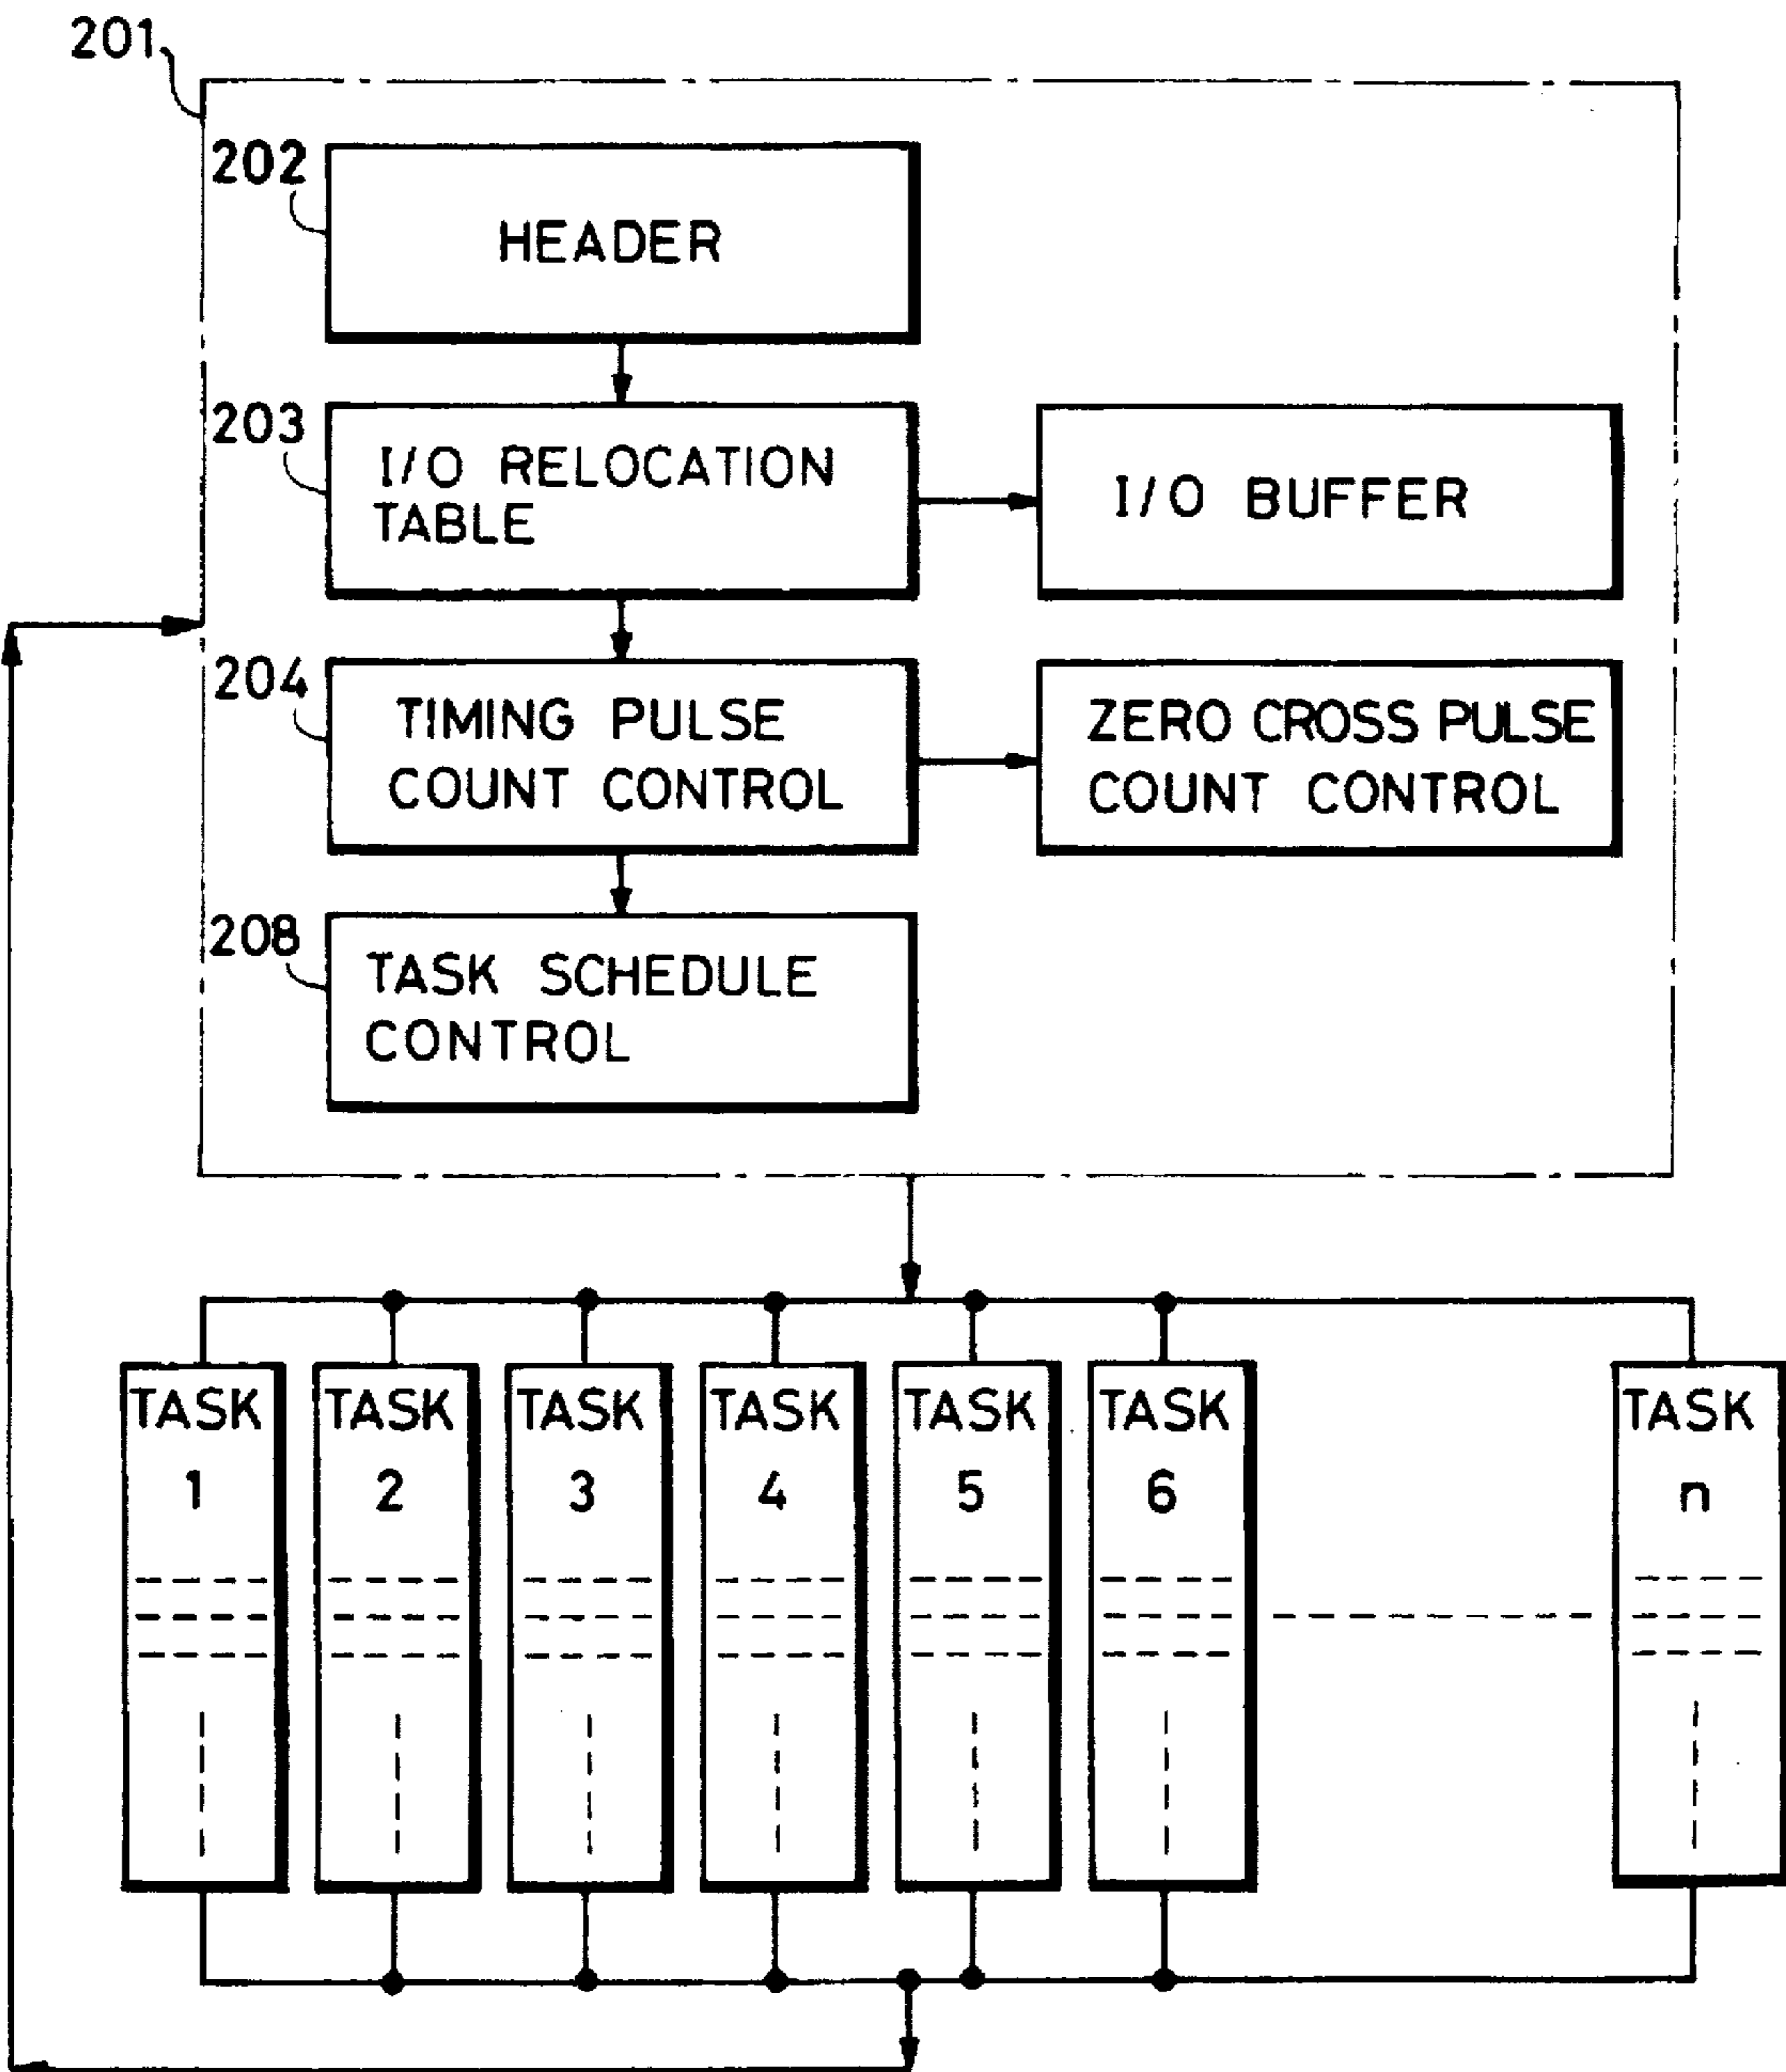 201
202
HEADER
203
I/O RELOCATION
TABLE
I/O BUFFER
204
TIMING PULSE
COUNT CONTROL
ZERO CROSS PULSE
COUNT CONTROL
208
TASK SCHEDULE
CONTROL
TASK
1
TASK
2
TASK
3
TASK
4
TASK
5
TASK
6
TASK
n